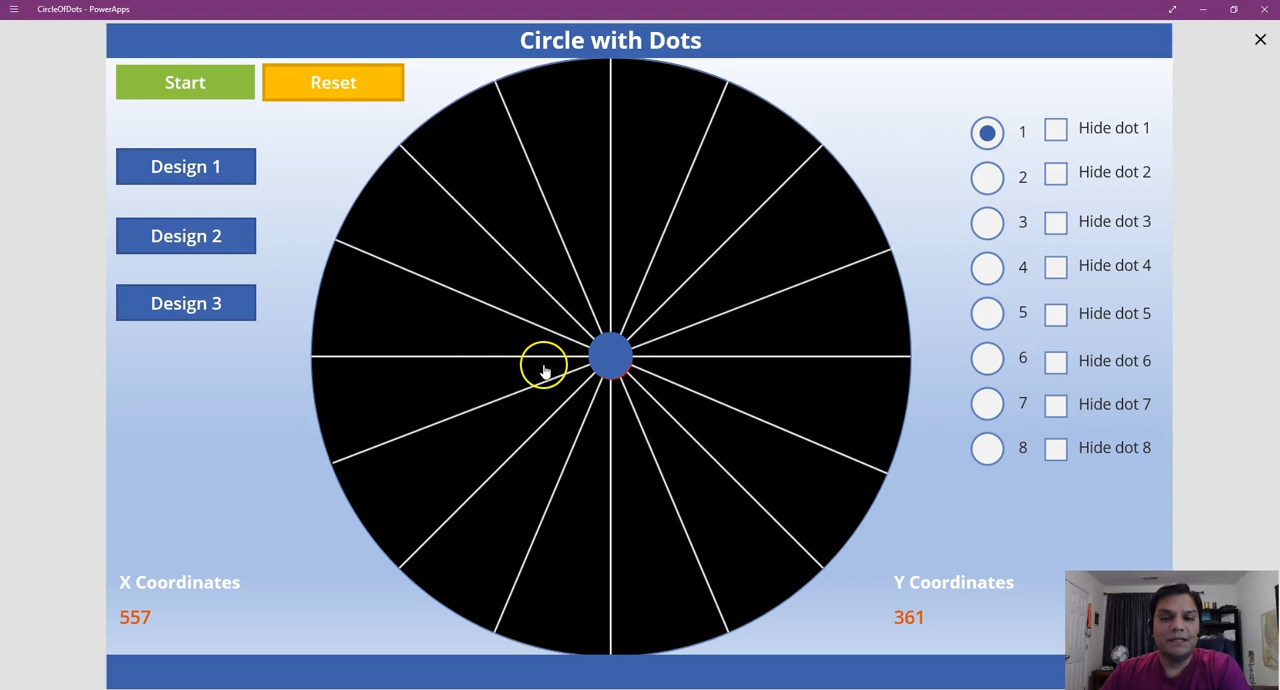 CircleOfDots - PowerApps
Circle with Dots
Start
Reset
Design 1
Design 2
Design 3
1
Hide dot 1
2
Hide dot 2
3
Hide dot 3
4
Hide dot 4
5
Hide dot 5
6
Hide dot 6
7
Hide dot 7
8
Hide dot 8
X Coordinates
557
Y Coordinates
361